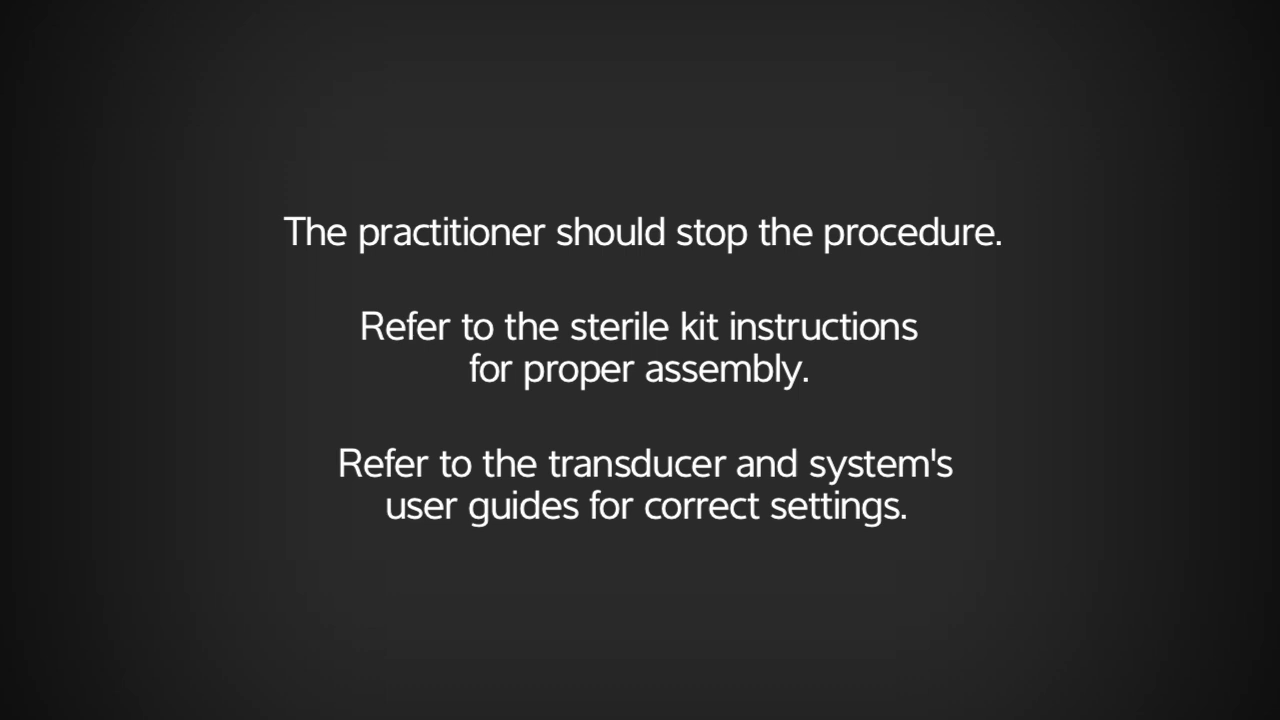 The practitioner should stop the procedure.
Refer to the sterile kit instructions
for proper assembly.
Refer to the transducer and system's
user guides for correct settings.